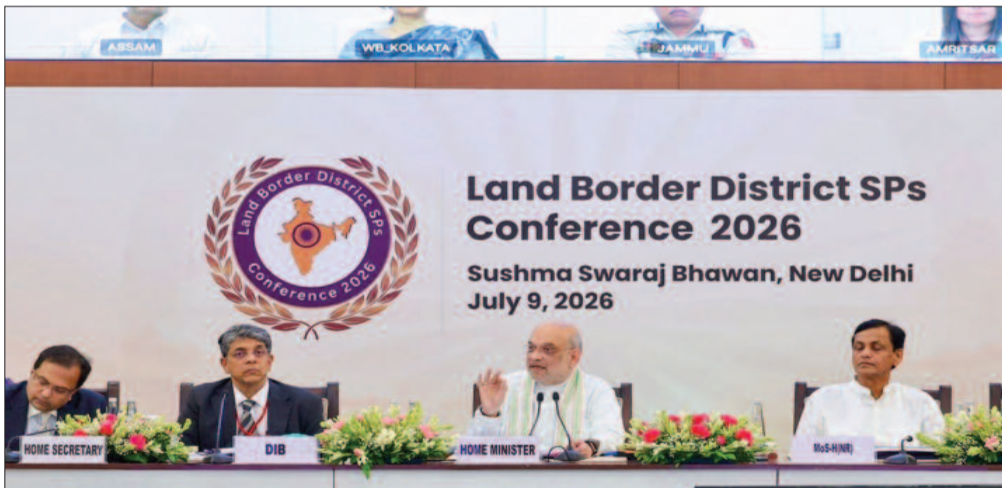 ASSAM
WB_KOLKATA
JAMMU
AMRITSAR
Land Border District SPs
Conference 2026
Land Border District SPs
Conference 2026
Sushma Swaraj Bhawan, New Delhi
July 9, 2026
HOME SECRETARY
DIB
HOME MINISTER
MoS-H(NR)